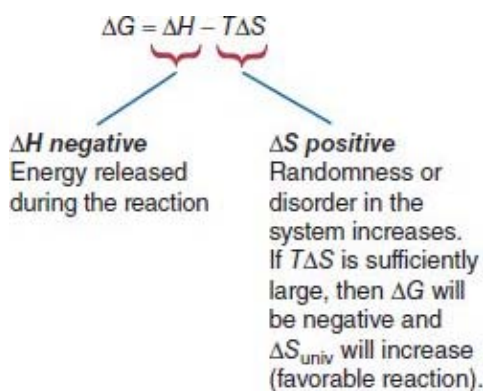 ΔG = ΔH – TΔS
ΔH negative
Energy released
during the reaction
ΔS positive
Randomness or
disorder in the
system increases.
If TΔS is sufficiently
large, then ΔG will
be negative and
ΔSuniv will increase
(favorable reaction).